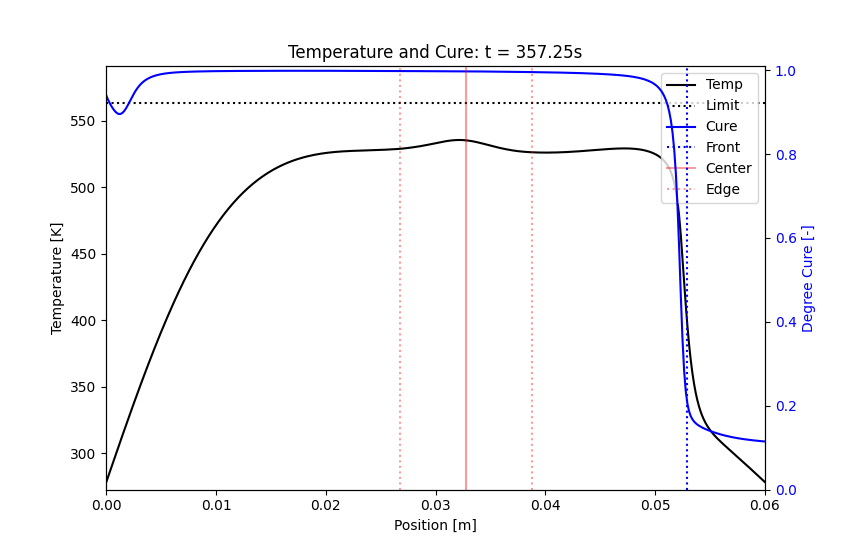 Temperature and Cure: t = 357.25s
Temperature [K]
550
500
450
400
350
300
0.00 0.01 0.02 0.03 0.04 0.05 0.06
Position [m]
1.0
0.8
0.6
0.4
0.2
0.0
Degree Cure [-]
Temp
Limit
Cure
Front
Center
Edge